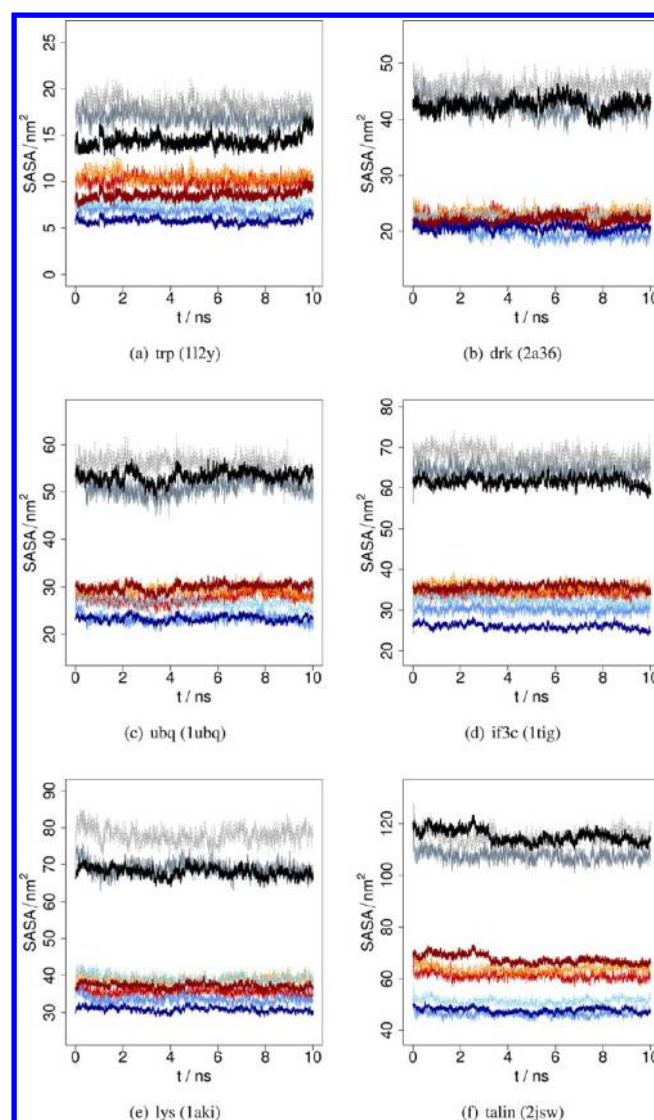 25
20
15
10
5
0
SASA/nm²
0 2 4 6 8 10
t / ns
(a) trp (1l2y)
50
40
30
20
SASA/nm²
0 2 4 6 8 10
t / ns
(b) drk (2a36)
60
50
40
30
20
SASA/nm²
0 2 4 6 8 10
t / ns
(c) ubq (1ubq)
80
70
60
50
40
30
20
SASA/nm²
0 2 4 6 8 10
t / ns
(d) if3c (1tig)
90
80
70
60
50
40
30
SASA/nm²
0 2 4 6 8 10
t / ns
(e) lys (1aki)
120
100
80
60
40
SASA/nm²
0 2 4 6 8 10
t / ns
(f) talin (2jsw)